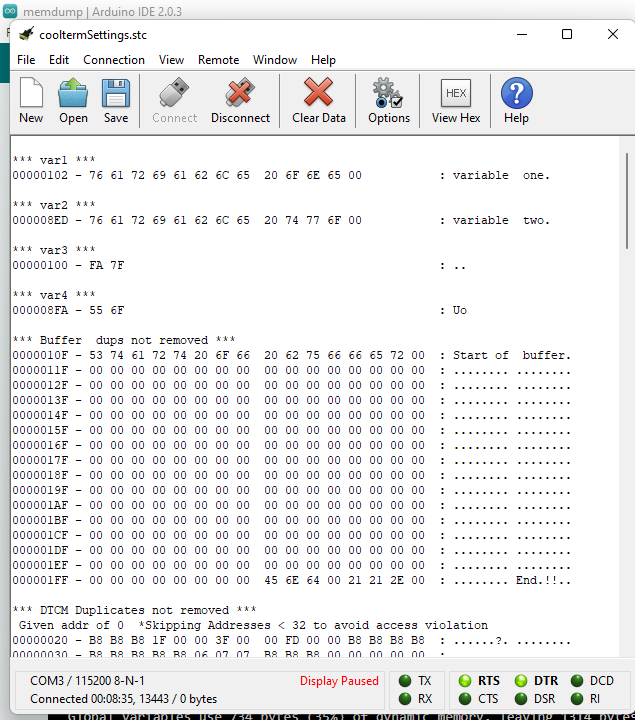 memdump | Arduino IDE 2.0.3
cooltermSettings.stc
File Edit Connection View Remote Window Help
New Open Save Connect Disconnect Clear Data Options HEX View Hex ? Help
*** var1 ***
00000102 - 76 61 72 69 61 62 6C 65  20 6F 6E 65 00 : variable  one.
*** var2 ***
000008ED - 76 61 72 69 61 62 6C 65  20 74 77 6F 00 : variable  two.
*** var3 ***
00000100 - FA 7F : ..
*** var4 ***
000008FA - 55 6F : Uo
*** Buffer  dups not removed ***
0000010F - 53 74 61 72 74 20 6F 66  20 62 75 66 66 65 72 00 : Start of  buffer.
0000011F - 00 00 00 00 00 00 00 00  00 00 00 00 00 00 00 00 : ........ ........
0000012F - 00 00 00 00 00 00 00 00  00 00 00 00 00 00 00 00 : ........ ........
0000013F - 00 00 00 00 00 00 00 00  00 00 00 00 00 00 00 00 : ........ ........
0000014F - 00 00 00 00 00 00 00 00  00 00 00 00 00 00 00 00 : ........ ........
0000015F - 00 00 00 00 00 00 00 00  00 00 00 00 00 00 00 00 : ........ ........
0000016F - 00 00 00 00 00 00 00 00  00 00 00 00 00 00 00 00 : ........ ........
0000017F - 00 00 00 00 00 00 00 00  00 00 00 00 00 00 00 00 : ........ ........
0000018F - 00 00 00 00 00 00 00 00  00 00 00 00 00 00 00 00 : ........ ........
0000019F - 00 00 00 00 00 00 00 00  00 00 00 00 00 00 00 00 : ........ ........
000001AF - 00 00 00 00 00 00 00 00  00 00 00 00 00 00 00 00 : ........ ........
000001BF - 00 00 00 00 00 00 00 00  00 00 00 00 00 00 00 00 : ........ ........
000001CF - 00 00 00 00 00 00 00 00  00 00 00 00 00 00 00 00 : ........ ........
000001DF - 00 00 00 00 00 00 00 00  00 00 00 00 00 00 00 00 : ........ ........
000001EF - 00 00 00 00 00 00 00 00  00 00 00 00 00 00 00 00 : ........ ........
000001FF - 00 00 00 00 00 00 00 00  45 6E 64 00 21 21 2E 00 : ........ End.!!..
*** DTCM Duplicates not removed ***
Given addr of 0  *Skipping Addresses < 32 to avoid access violation
00000020 - B8 B8 B8 1F 00 00 3F 00  00 FD 00 00 B8 B8 B8 B8 : ......?. ........
00000030 - B8 B8 B8 B8 06 07 07  B8 B8 B8 00 00 00 00 00 :
COM3 / 115200 8-N-1 Display Paused TX RTS DTR DCD
Connected 00:08:35, 13443 / 0 bytes RX CTS DSR RI
Global variables use 734 bytes (35%) of dynamic memory, leaving 1314 bytes